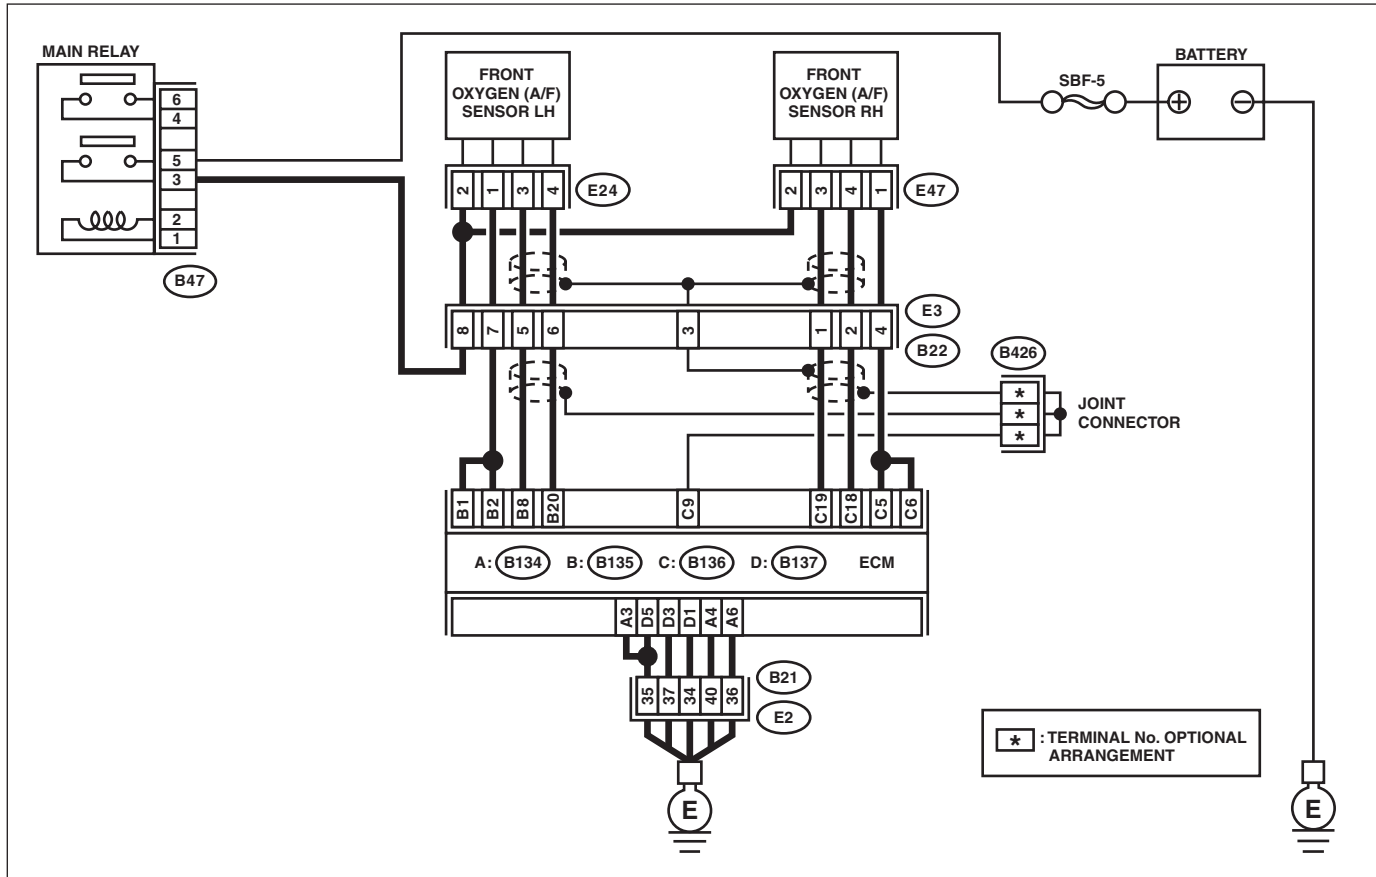 MAIN RELAY
6
4
5
3
2
1
B47
FRONT
OXYGEN (A/F)
SENSOR LH
2 1 3 4
E24
FRONT
OXYGEN (A/F)
SENSOR RH
2 3 4 1
E47
SBF-5
BATTERY
+ −
8 7 5 6 3 1 2 4
E3
B22
B426
*
*
*
JOINT
CONNECTOR
B1 B2 B8 B20 C9 C19 C18 C5 C6
A: B134 B: B135 C: B136 D: B137 ECM
A3 D5 D3 D1 A4 A6
35 37 34 40 36
B21
E2
E
* : TERMINAL No. OPTIONAL
ARRANGEMENT
E